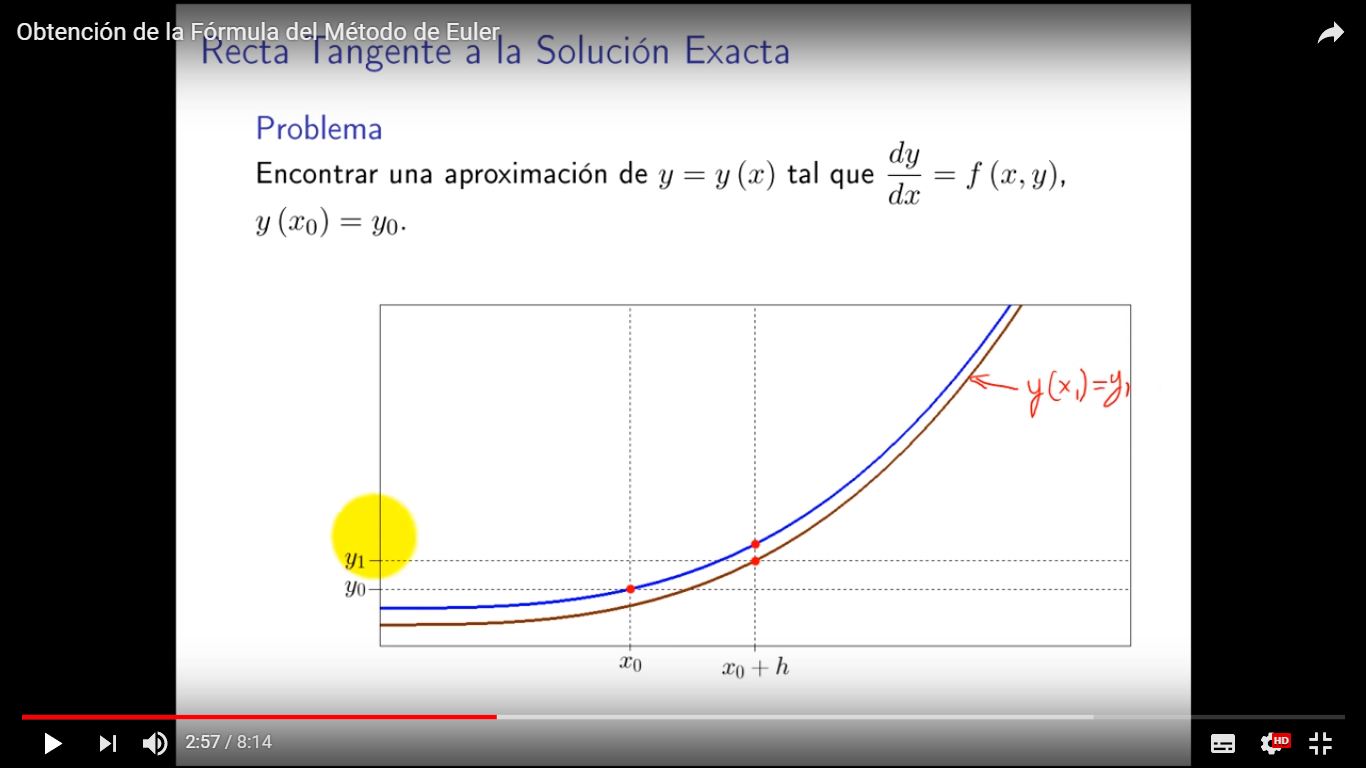 Obtención de la Fórmula del Método de Euler
Recta Tangente a la Solución Exacta
Problema
Encontrar una aproximación de y = y (x) tal que dy/dx = f (x, y),
y (x₀) = y₀.
y(x₁)=y₁
y₁
y₀
x₀
x₀ + h
2:57 / 8:14
HD